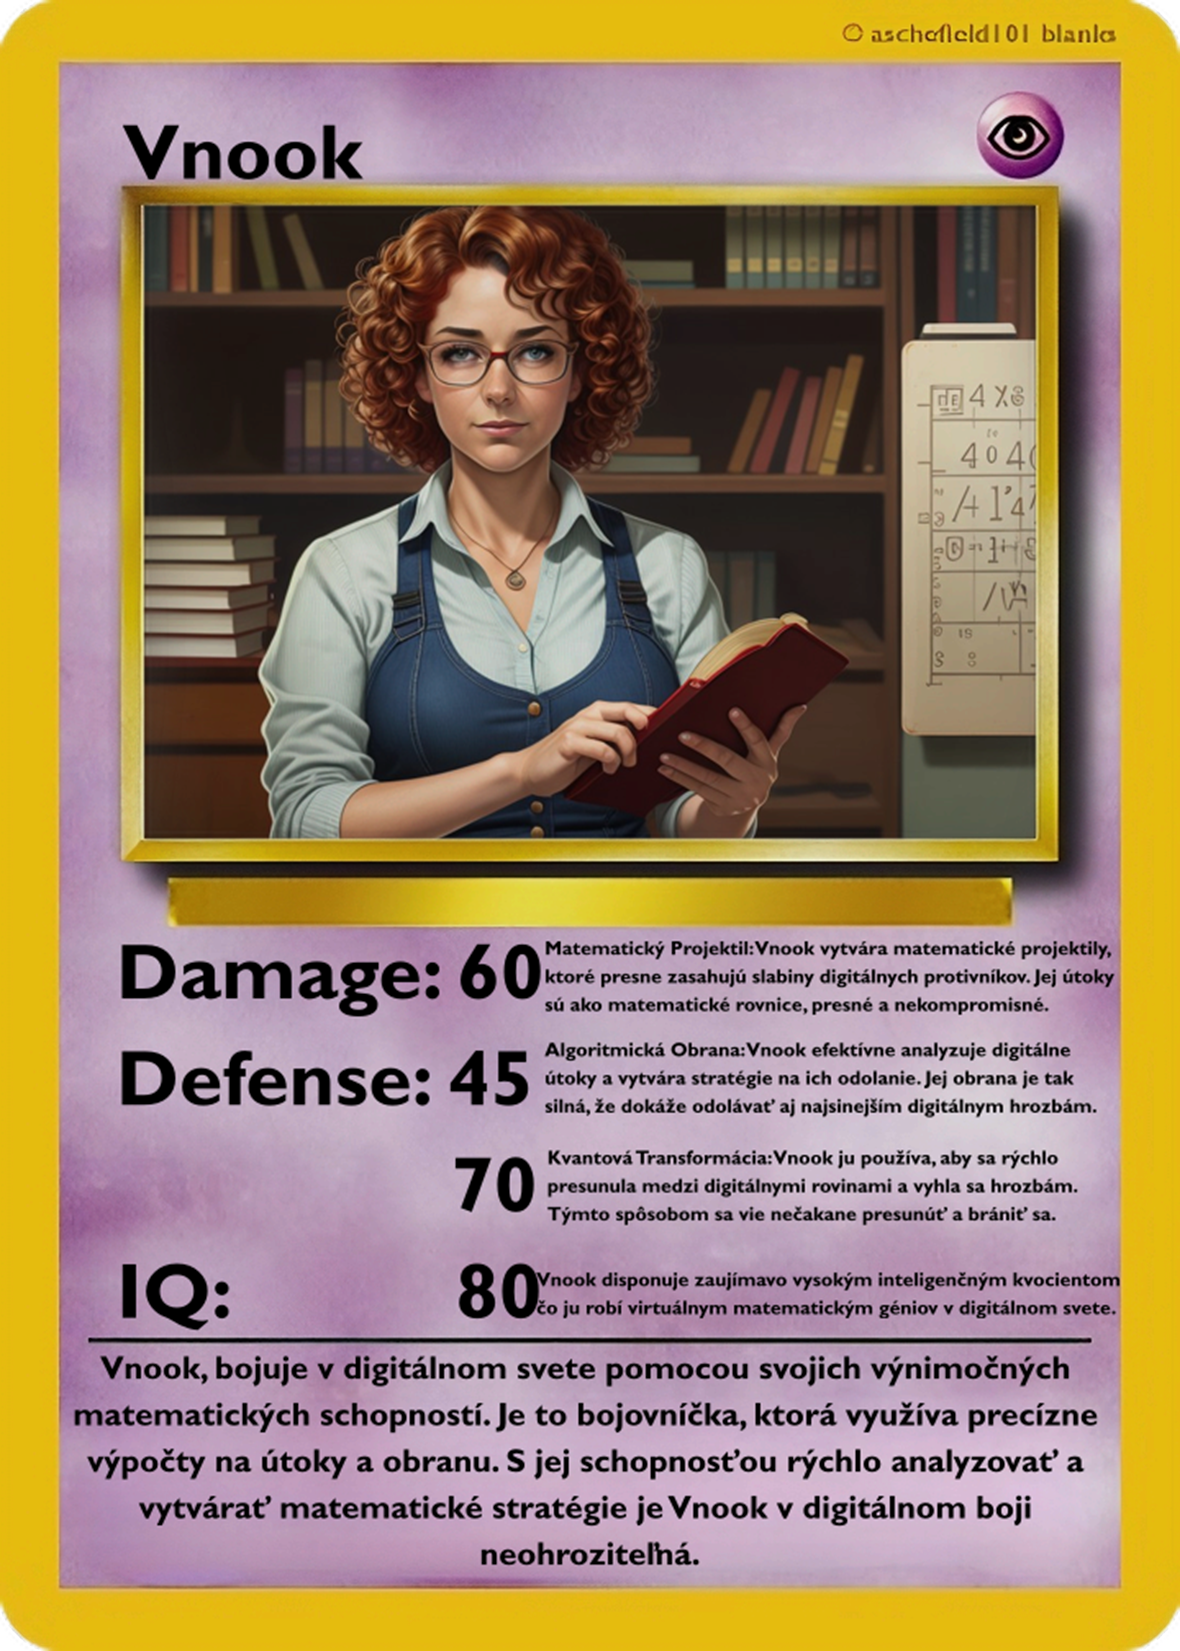 © aschefield101 blanks
Vnook
Damage: 60
Matematický Projektil:Vnook vytvára matematické projektily,
ktoré presne zasahujú slabiny digitálnych protivníkov. Jej útoky
sú ako matematické rovnice, presné a nekompromisné.
Defense: 45
Algoritmická Obrana:Vnook efektívne analyzuje digitálne
útoky a vytvára stratégie na ich odolanie. Jej obrana je tak
silná, že dokáže odolávať aj najsinejším digitálnym hrozbám.
70
Kvantová Transformácia:Vnook ju používa, aby sa rýchlo
presunula medzi digitálnymi rovinami a vyhla sa hrozbám.
Týmto spôsobom sa vie nečakane presunúť a brániť sa.
IQ: 80
Vnook disponuje zaujímavo vysokým inteligenčným kvocientom
čo ju robí virtuálnym matematickým géniov v digitálnom svete.
Vnook, bojuje v digitálnom svete pomocou svojich výnimočných
matematických schopností. Je to bojovníčka, ktorá využíva precízne
výpočty na útoky a obranu. S jej schopnosťou rýchlo analyzovať a
vytvárať matematické stratégie je Vnook v digitálnom boji
neohroziteľná.